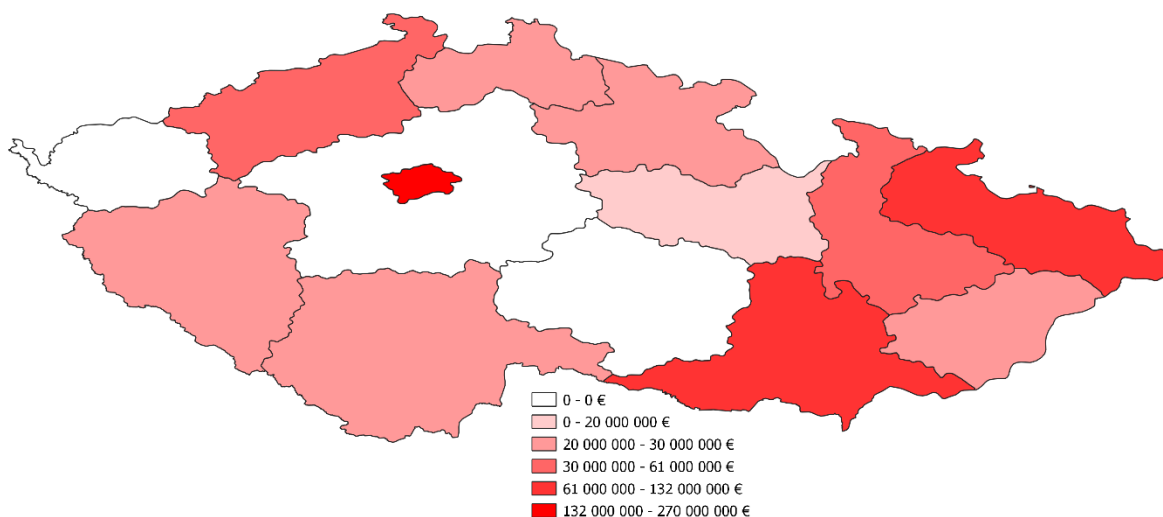 0 - 0 €
0 - 20 000 000 €
20 000 000 - 30 000 000 €
30 000 000 - 61 000 000 €
61 000 000 - 132 000 000 €
132 000 000 - 270 000 000 €